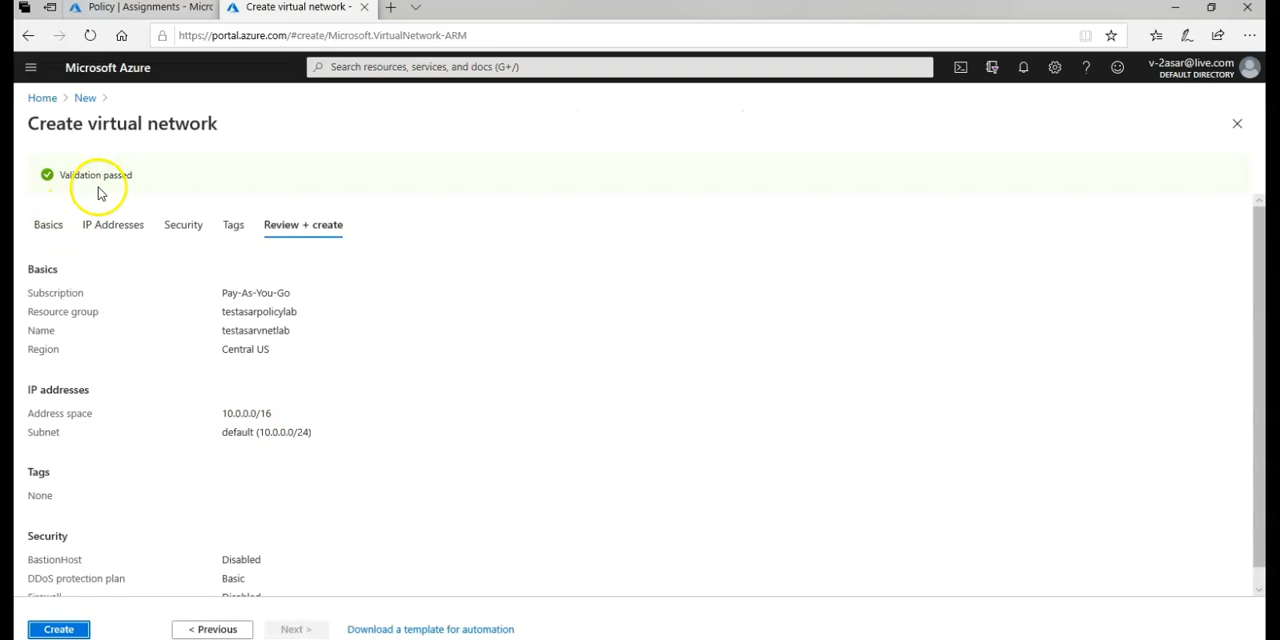 Policy | Assignments - Micro
Create virtual network -
https://portal.azure.com/#create/Microsoft.VirtualNetwork-ARM
Microsoft Azure
Search resources, services, and docs (G+/)
v-2asar@live.com
DEFAULT DIRECTORY
Home > New >
Create virtual network
Validation passed
Basics IP Addresses Security Tags Review + create
Basics
Subscription Pay-As-You-Go
Resource group testasarpolicylab
Name testasarvnetlab
Region Central US
IP addresses
Address space 10.0.0.0/16
Subnet default (10.0.0.0/24)
Tags
None
Security
BastionHost Disabled
DDoS protection plan Basic
Firewall Disabled
Create < Previous Next > Download a template for automation